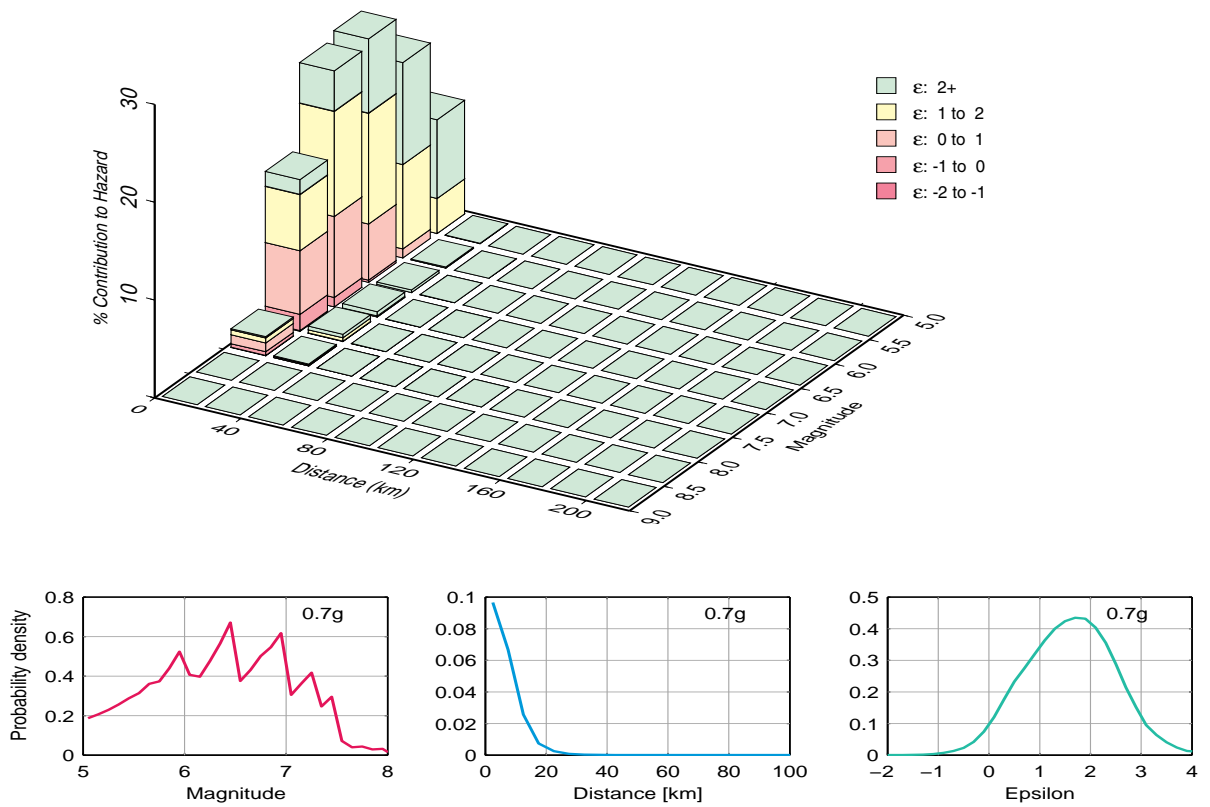 ε: 2+
ε: 1 to 2
ε: 0 to 1
ε: -1 to 0
ε: -2 to -1
30
20
10
% Contribution to Hazard
0
40
80
120
160
200
Distance (km)
5.0
5.5
6.0
6.5
7.0
7.5
8.0
8.5
9.0
Magnitude
0.8
0.6
0.4
0.2
0
Probability density
0.7g
5 6 7 8
Magnitude
0.1
0.08
0.06
0.04
0.02
0
0.7g
0 20 40 60 80 100
Distance [km]
0.5
0.4
0.3
0.2
0.1
0
0.7g
−2 −1 0 1 2 3 4
Epsilon